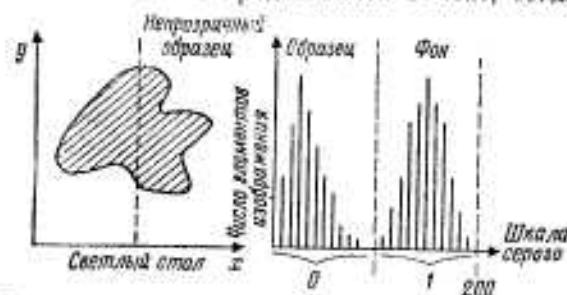 Непрозрачный
образец
y
Светлый стол
Образец
Фон
Число элементов
изображения
Шкала
серого
0
1
200